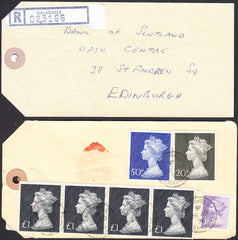 GALASHIELS
R 023166
BANK OF SCOTLAND
CASH CENTRE
38 ST ANDREW SQ
EDINBURGH
50P
20P
£1
£1
£1
£1